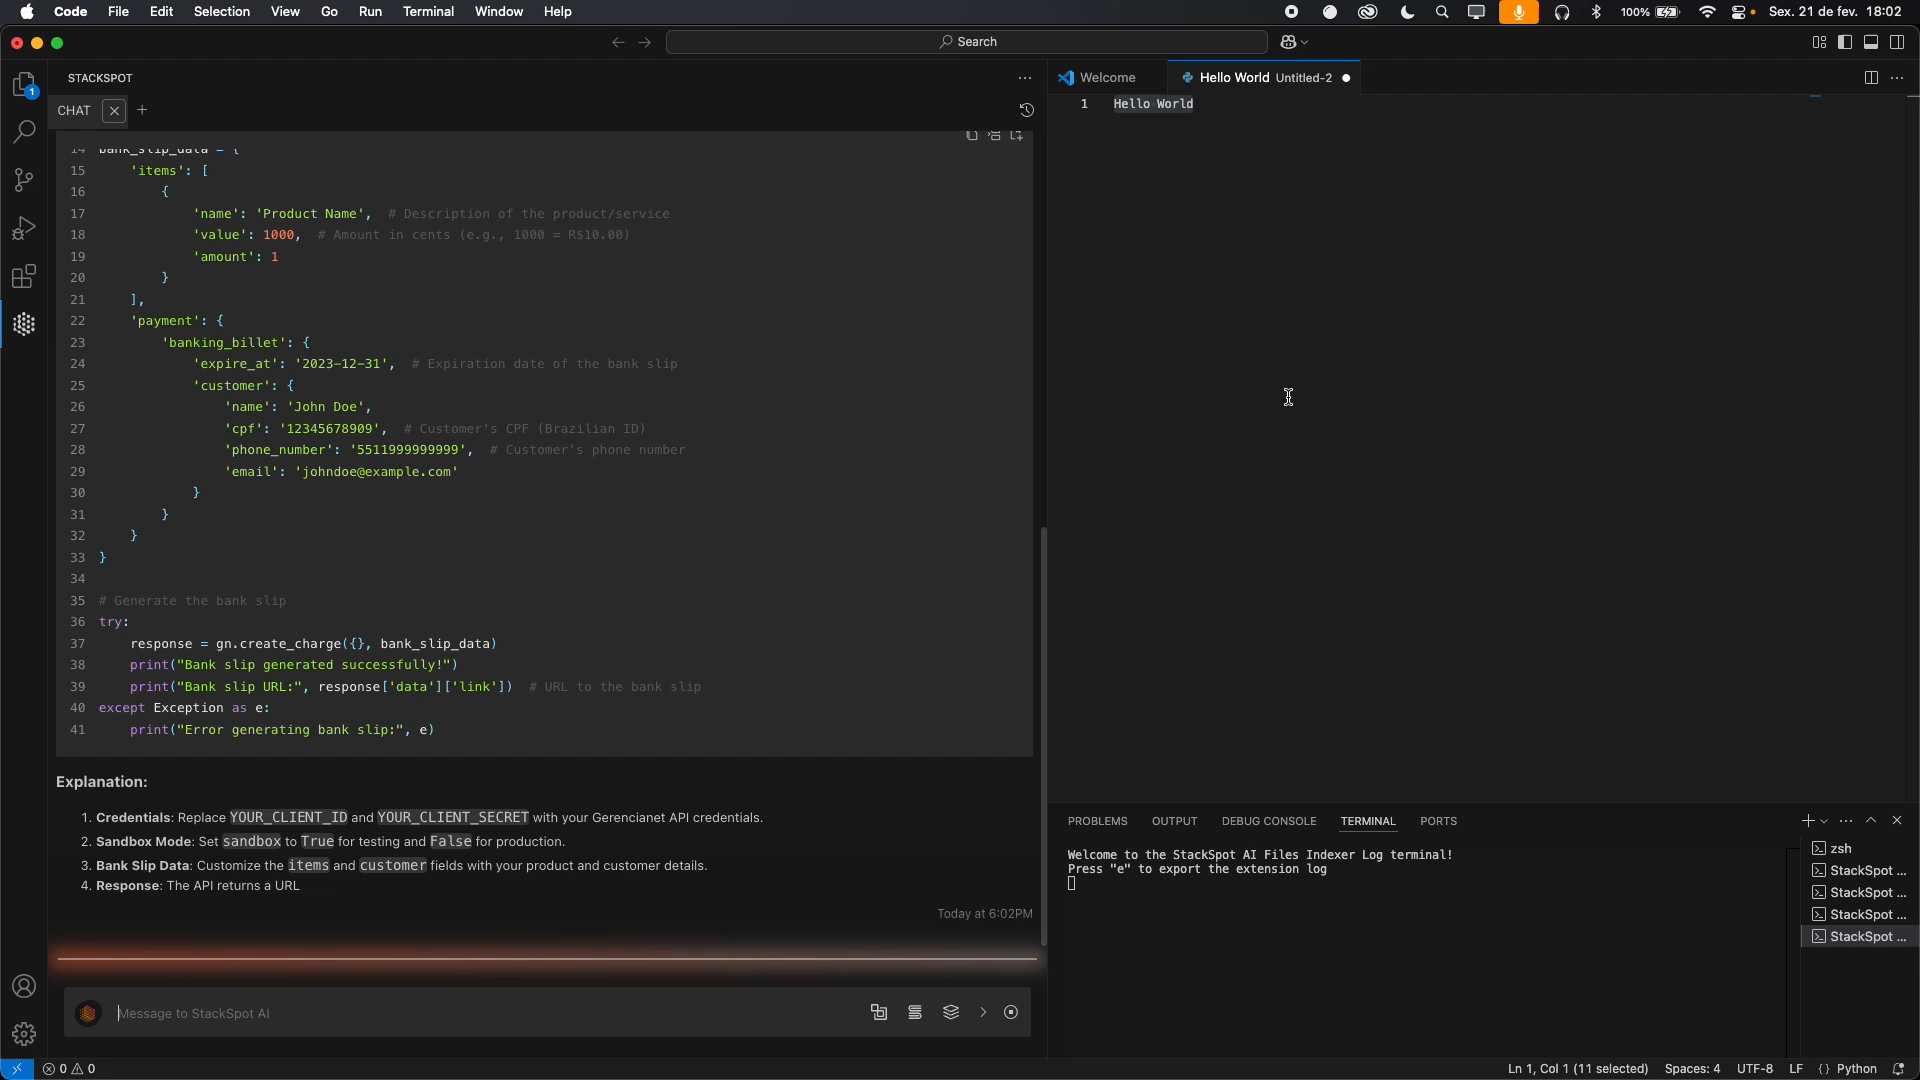 Code File Edit Selection View Go Run Terminal Window Help
100% Sex. 21 de fev. 18:02
Search
STACKSPOT
CHAT
14 bank_slip_data = {
15 'items': [
16 {
17 'name': 'Product Name', # Description of the product/service
18 'value': 1000, # Amount in cents (e.g., 1000 = R$10.00)
19 'amount': 1
20 }
21 ],
22 'payment': {
23 'banking_billet': {
24 'expire_at': '2023-12-31', # Expiration date of the bank slip
25 'customer': {
26 'name': 'John Doe',
27 'cpf': '12345678909', # Customer's CPF (Brazilian ID)
28 'phone_number': '5511999999999', # Customer's phone number
29 'email': 'johndoe@example.com'
30 }
31 }
32 }
33 }
34
35 # Generate the bank slip
36 try:
37 response = gn.create_charge({}, bank_slip_data)
38 print("Bank slip generated successfully!")
39 print("Bank slip URL:", response['data']['link']) # URL to the bank slip
40 except Exception as e:
41 print("Error generating bank slip:", e)
Explanation:
1. Credentials: Replace YOUR_CLIENT_ID and YOUR_CLIENT_SECRET with your Gerencianet API credentials.
2. Sandbox Mode: Set sandbox to True for testing and False for production.
3. Bank Slip Data: Customize the items and customer fields with your product and customer details.
4. Response: The API returns a URL
Today at 6:02PM
Message to StackSpot AI
1
Welcome
Hello World Untitled-2
1 Hello World
PROBLEMS OUTPUT DEBUG CONSOLE TERMINAL PORTS
Welcome to the StackSpot AI Files Indexer Log terminal!
Press "e" to export the extension log
zsh
StackSpot ...
StackSpot ...
StackSpot ...
StackSpot ...
0 0
Ln 1, Col 1 (11 selected) Spaces: 4 UTF-8 LF {} Python